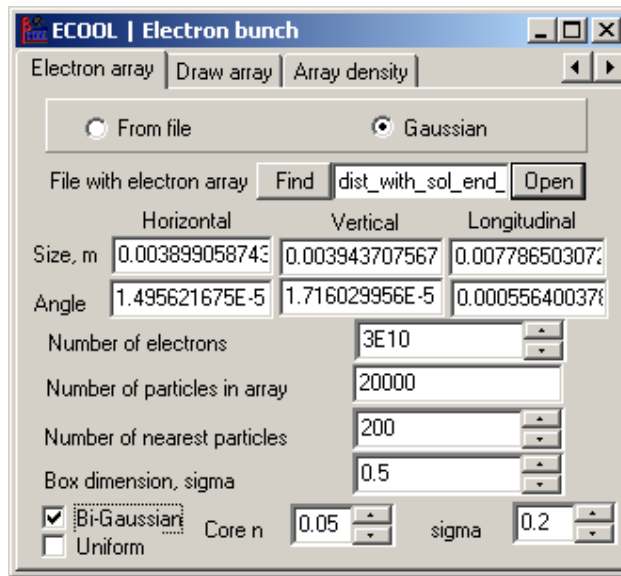 ECOOL | Electron bunch
Electron array Draw array Array density
From file Gaussian
File with electron array Find dist_with_sol_end_ Open
Horizontal Vertical Longitudinal
Size, m 0.003899058743 0.003943707567 0.007786503072
Angle 1.495621675E-5 1.716029956E-5 0.000556400378
Number of electrons 3E10
Number of particles in array 20000
Number of nearest particles 200
Box dimension, sigma 0.5
Bi-Gaussian Core n 0.05 sigma 0.2
Uniform